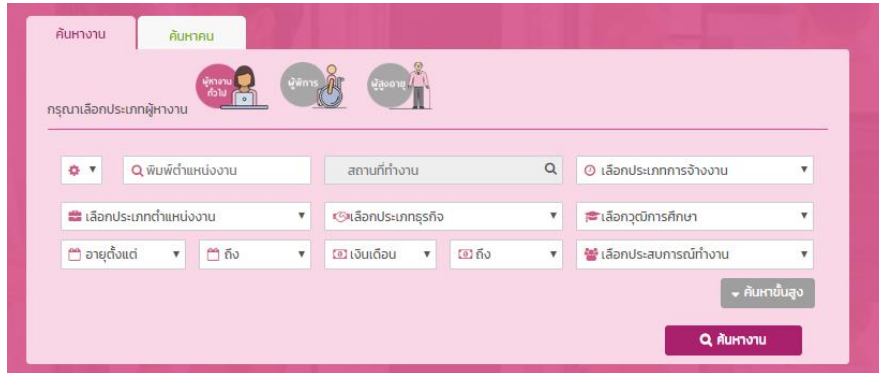 ค้นหางาน
ค้นหาคน
ผู้หางาน
ทั่วไป
ผู้พิการ
ผู้สูงอายุ
กรุณาเลือกประเภทผู้หางาน
พิมพ์ตำแหน่งงาน
สถานที่ทำงาน
เลือกประเภทการจ้างงาน
เลือกประเภทตำแหน่งงาน
เลือกประเภทธุรกิจ
เลือกวุฒิการศึกษา
อายุตั้งแต่
ถึง
เงินเดือน
ถึง
เลือกประสบการณ์ทำงาน
ค้นหาขั้นสูง
ค้นหางาน